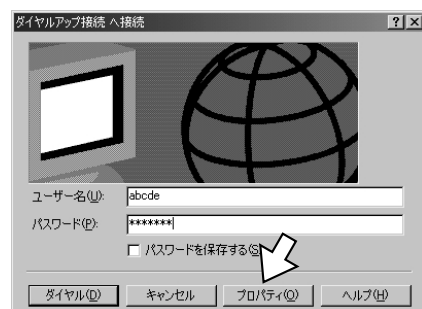 ダイヤルアップ接続 へ接続
ユーザー名(U):
abcde
パスワード(P):
*******
パスワードを保存する(S)
ダイヤル(D)
キャンセル
プロパティ(O)
ヘルプ(H)